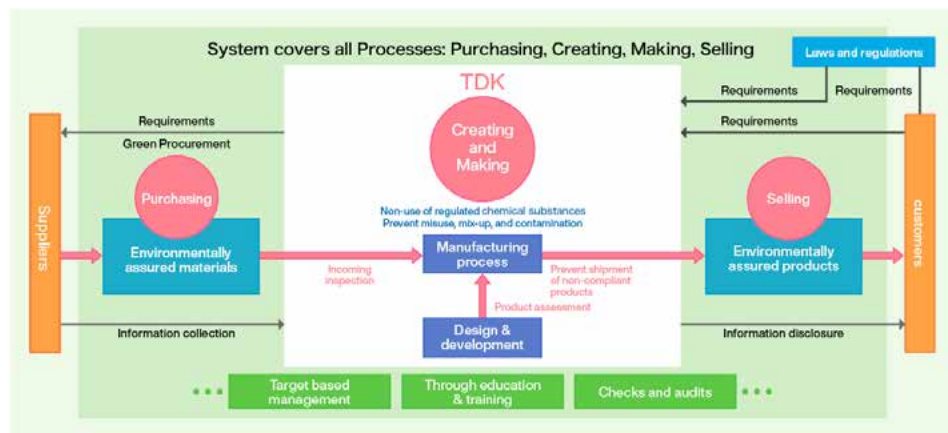 System covers all Processes: Purchasing, Creating, Making, Selling
Laws and regulations
TDK
Requirements
Requirements
Requirements
Requirements
Green Procurement
Creating
and
Making
Purchasing
Selling
Suppliers
customers
Non-use of regulated chemical substances
Prevent misuse, mix-up, and contamination
Environmentally
assured materials
Manufacturing
process
Environmentally
assured products
Incoming
inspection
Prevent shipment
of non-compliant
products
Product assessment
Information collection
Design &
development
Information disclosure
Target based
management
Through education
& training
Checks and audits